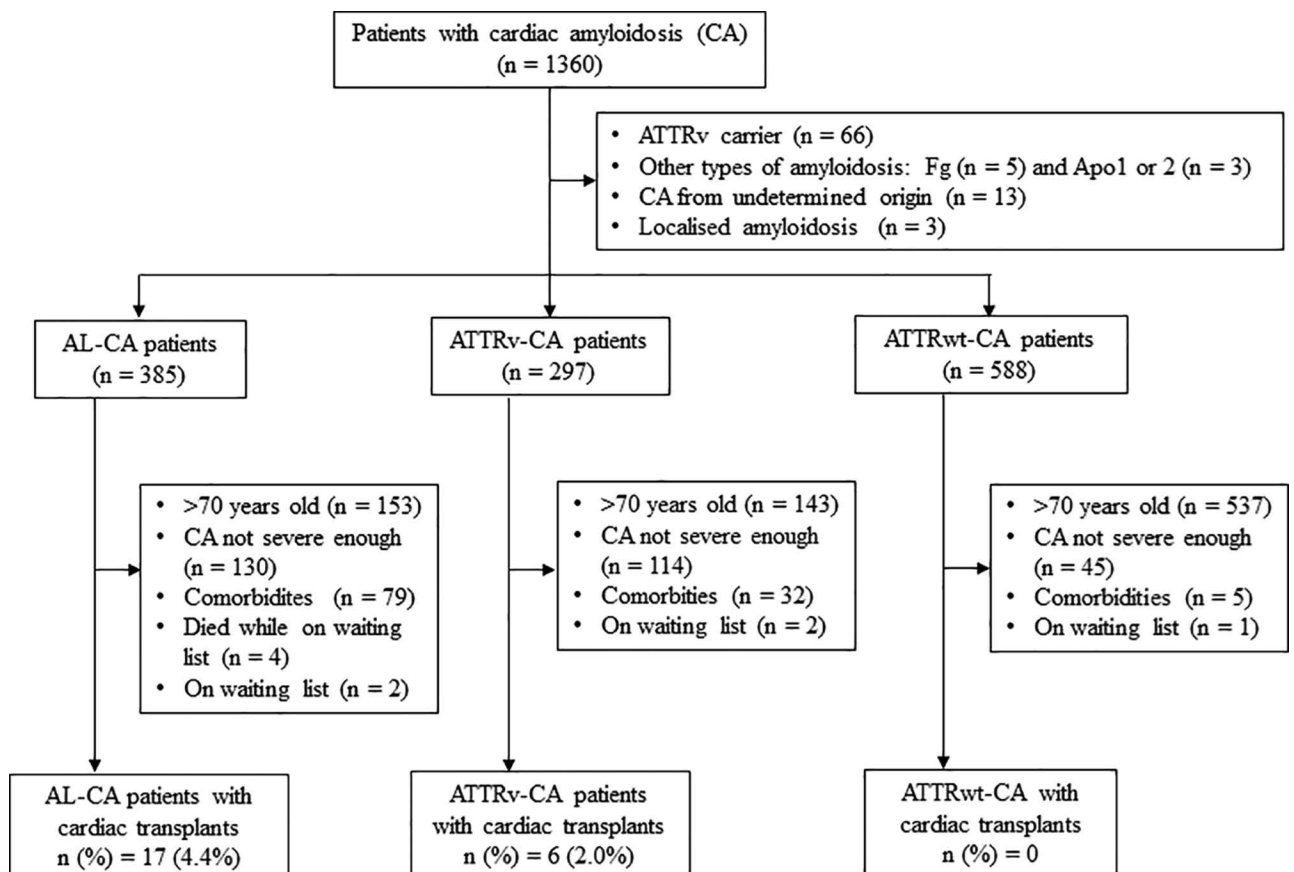 Patients with cardiac amyloidosis (CA)
(n = 1360)
• ATTRv carrier (n = 66)
• Other types of amyloidosis: Fg (n = 5) and Apo1 or 2 (n = 3)
• CA from undetermined origin (n = 13)
• Localised amyloidosis (n = 3)
AL-CA patients
(n = 385)
ATTRv-CA patients
(n = 297)
ATTRwt-CA patients
(n = 588)
• >70 years old (n = 153)
• CA not severe enough
(n = 130)
• Comorbidites (n = 79)
• Died while on waiting
list (n = 4)
• On waiting list (n = 2)
• >70 years old (n = 143)
• CA not severe enough
(n = 114)
• Comorbities (n = 32)
• On waiting list (n = 2)
• >70 years old (n = 537)
• CA not severe enough
(n = 45)
• Comorbidities (n = 5)
• On waiting list (n = 1)
AL-CA patients with
cardiac transplants
n (%) = 17 (4.4%)
ATTRv-CA patients
with cardiac transplants
n (%) = 6 (2.0%)
ATTRwt-CA with
cardiac transplants
n (%) = 0